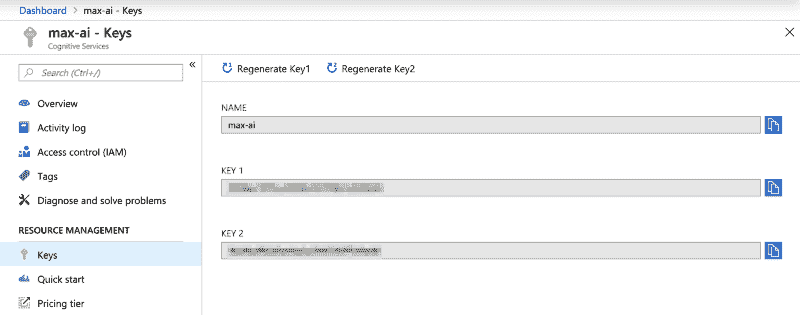 Dashboard > max-ai - Keys
max-ai - Keys
Cognitive Services
Search (Ctrl+/)
«
Overview
Activity log
Access control (IAM)
Tags
Diagnose and solve problems
RESOURCE MANAGEMENT
Keys
Quick start
Pricing tier
Regenerate Key1 Regenerate Key2
NAME
max-ai
KEY 1
KEY 2